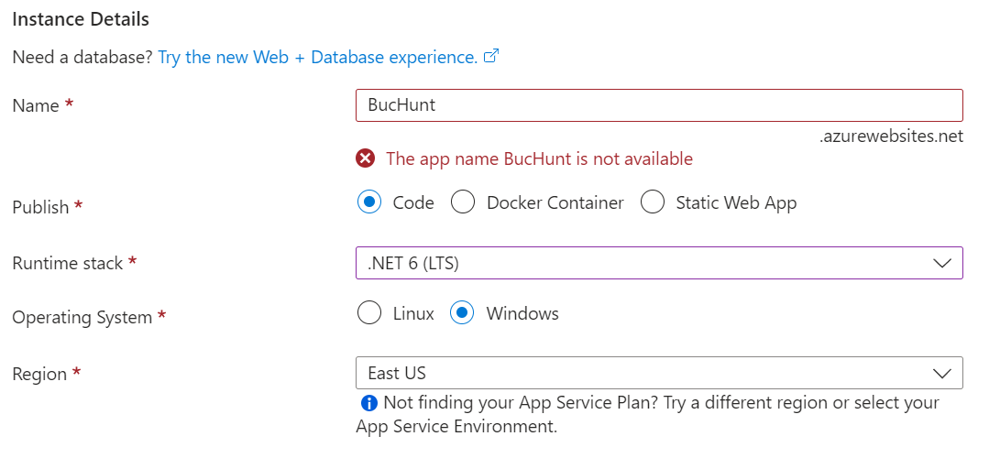 Instance Details
Need a database? Try the new Web + Database experience.
Name *
BucHunt
.azurewebsites.net
The app name BucHunt is not available
Publish *
Code
Docker Container
Static Web App
Runtime stack *
.NET 6 (LTS)
Operating System *
Linux
Windows
Region *
East US
Not finding your App Service Plan? Try a different region or select your
App Service Environment.